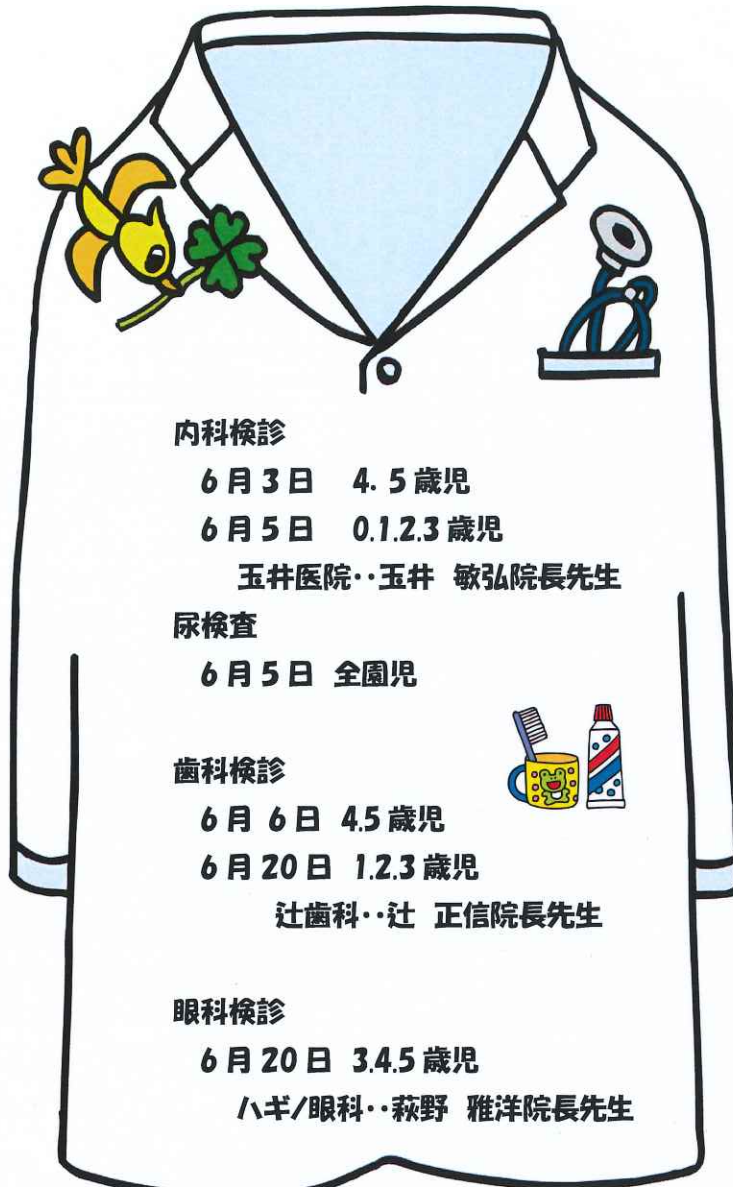 内科検診
6月3日 4.5歳児
6月5日 0.1.2.3歳児
玉井医院‥玉井 敏弘院長先生
尿検査
6月5日 全園児
歯科検診
6月 6日 4.5歳児
6月20日 1.2.3歳児
辻歯科‥辻 正信院長先生
眼科検診
6月20日 3.4.5歳児
ハギノ眼科‥萩野 雅洋院長先生